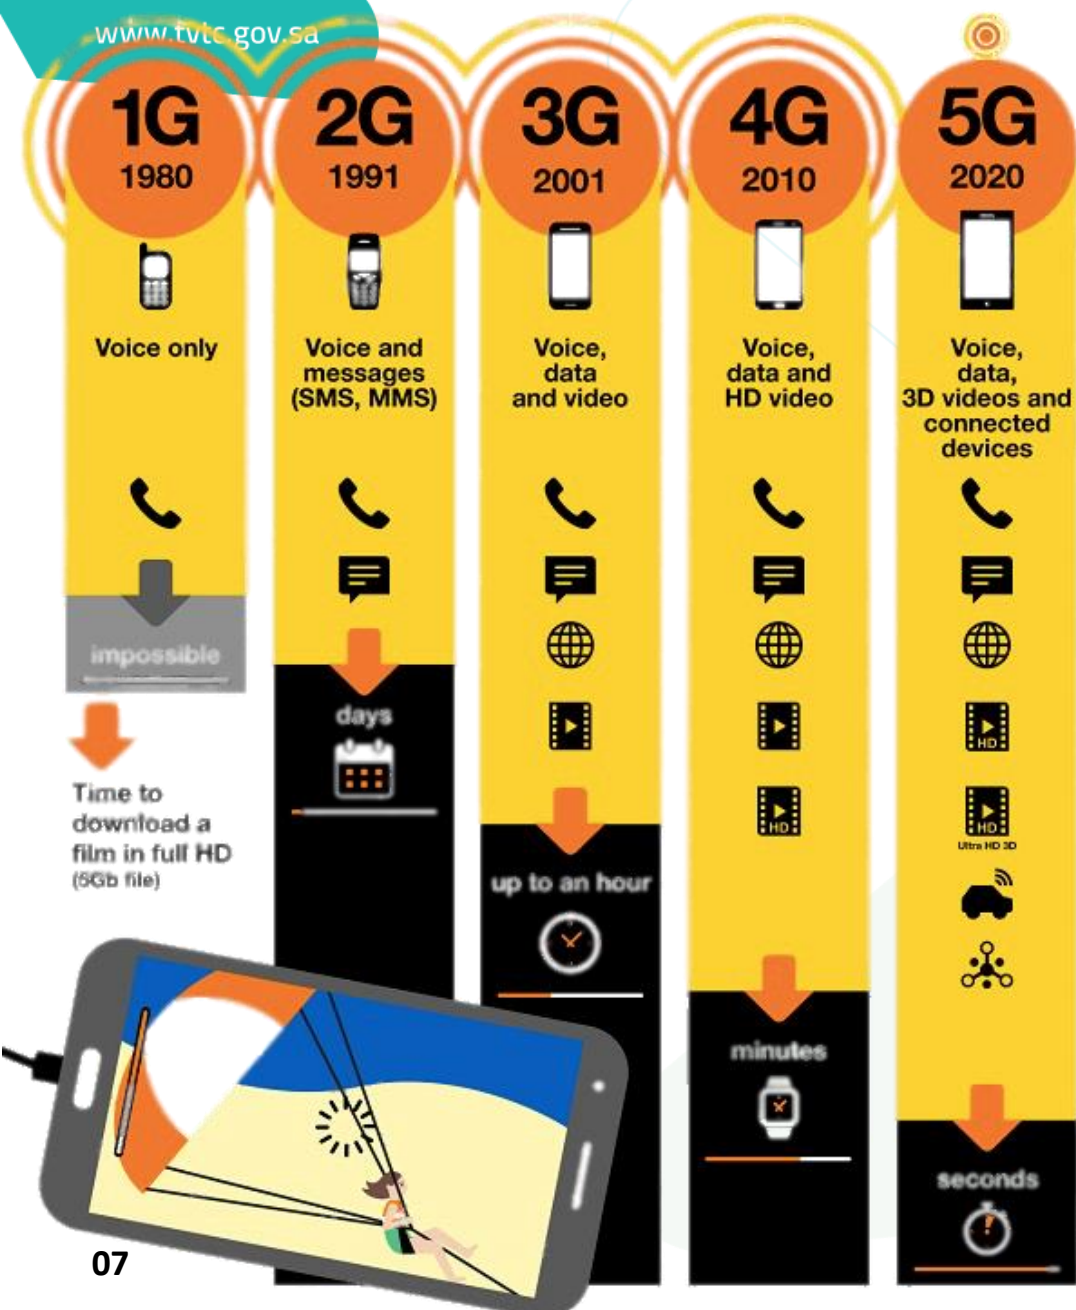 www.tvtc.gov.sa
1G
1980
Voice only
impossible
Time to
download a
film in full HD
(5Gb file)
2G
1991
Voice and
messages
(SMS, MMS)
days
3G
2001
Voice,
data
and video
up to an hour
4G
2010
Voice,
data and
HD video
HD
minutes
5G
2020
Voice,
data,
3D videos and
connected
devices
HD
HD
Ultra HD 3D
seconds
07